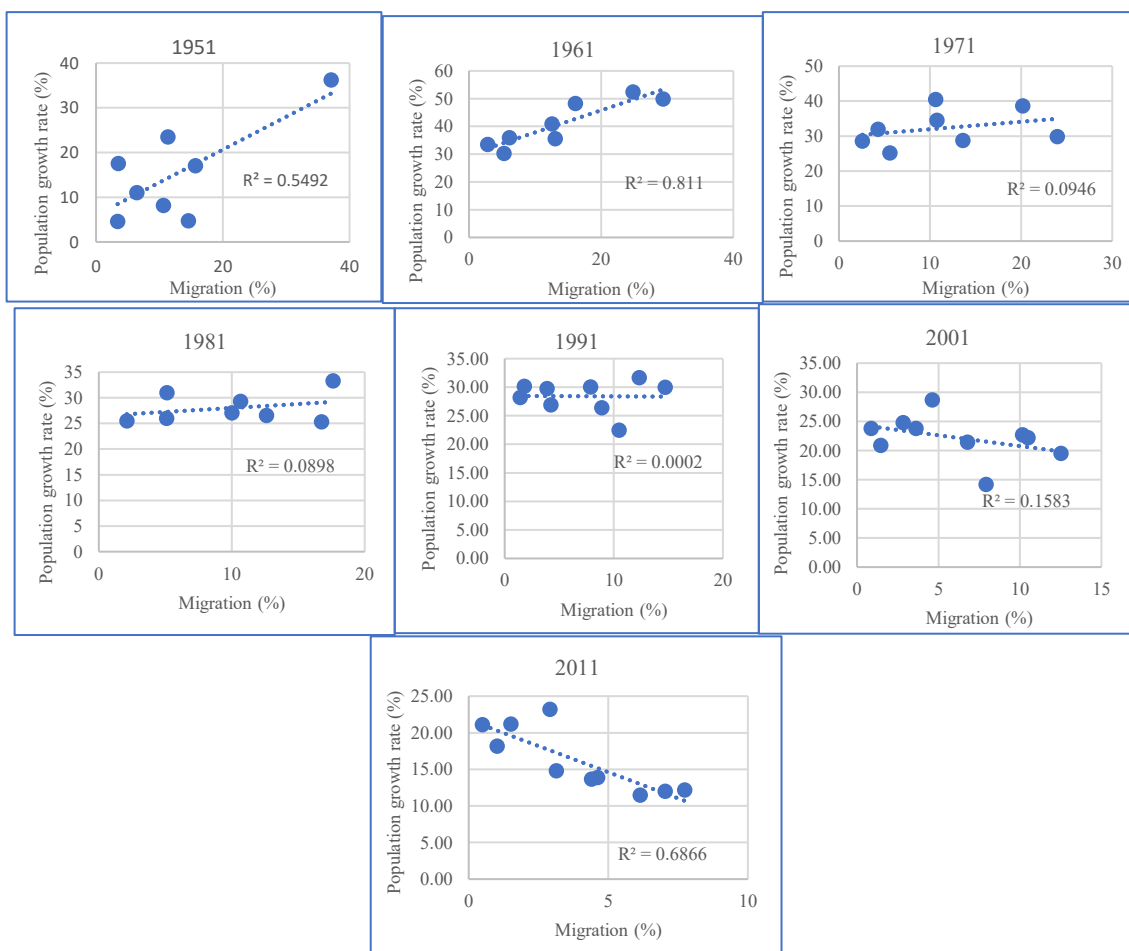 1951
Population growth rate (%)
40
30
20
10
0
R² = 0.5492
0 20 40
Migration (%)
1961
Population growth rate (%)
60
50
40
30
20
10
0
R² = 0.811
0 20 40
Migration (%)
1971
Population growth rate (%)
50
40
30
20
10
0
R² = 0.0946
0 10 20 30
Migration (%)
1981
Population growth rate (%)
35
30
25
20
15
10
5
0
R² = 0.0898
0 10 20
Migration (%)
1991
Population growth rate (%)
35.00
30.00
25.00
20.00
15.00
10.00
5.00
0.00
R² = 0.0002
0 10 20
Migration (%)
2001
Population growth rate (%)
35.00
30.00
25.00
20.00
15.00
10.00
5.00
0.00
R² = 0.1583
0 5 10 15
Migration (%)
2011
Population growth rate (%)
25.00
20.00
15.00
10.00
5.00
0.00
R² = 0.6866
0 5 10
Migration (%)